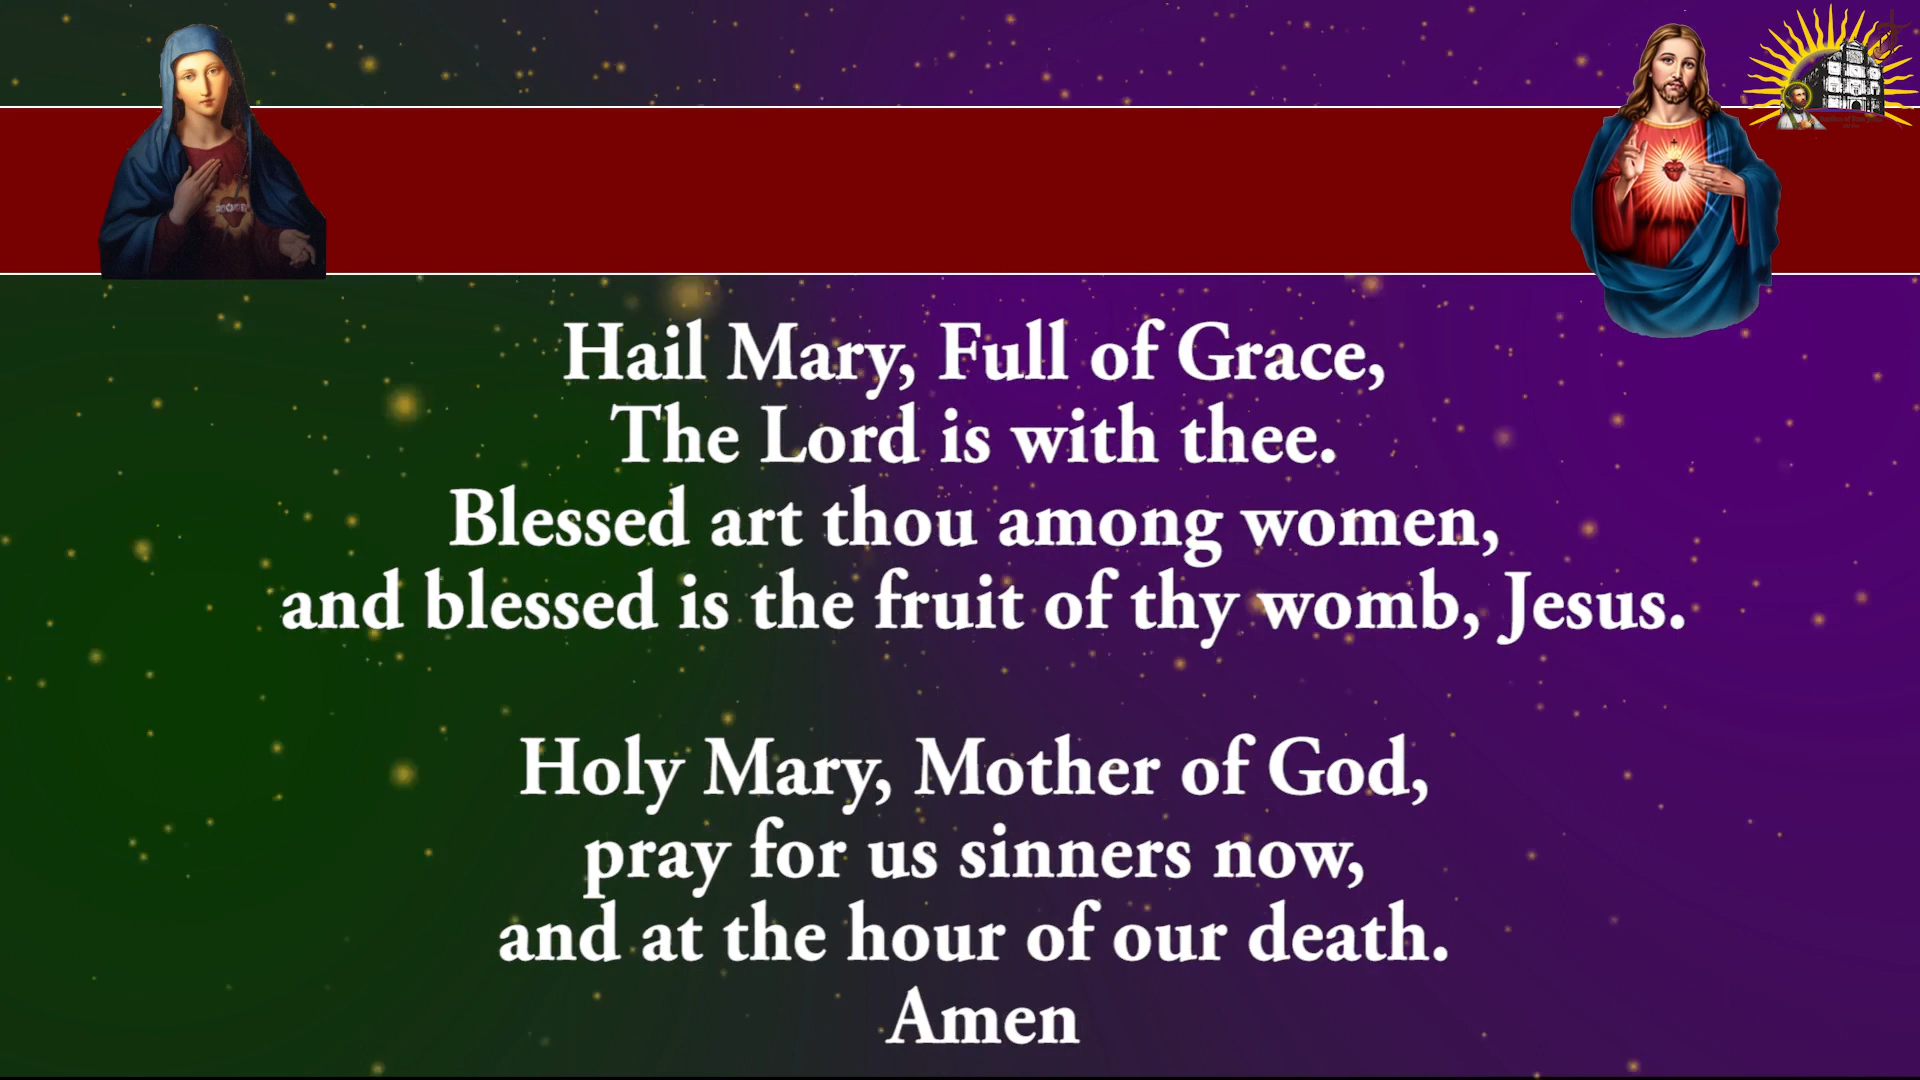 Hail Mary, Full of Grace,
The Lord is with thee.
Blessed art thou among women,
and blessed is the fruit of thy womb, Jesus.
Holy Mary, Mother of God,
pray for us sinners now,
and at the hour of our death.
Amen